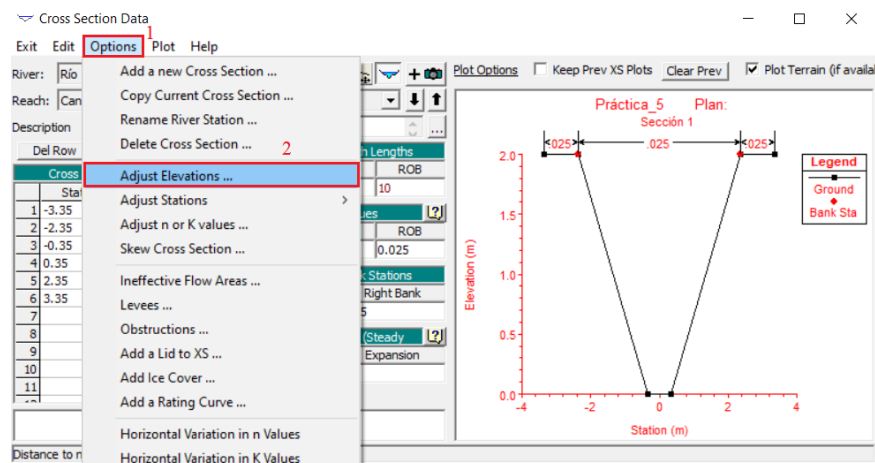 Cross Section Data
1
Exit Edit Options Plot Help
River: Río
Reach: Can
Description
...
Del Row
Cross
Stat
1 -3.35
2 -2.35
3 -0.35
4 0.35
5 2.35
6 3.35
7
8
9
10
11
Add a new Cross Section ...
Copy Current Cross Section ...
Rename River Station ...
Delete Cross Section ...
2
Adjust Elevations ...
Adjust Stations
Adjust n or K values ...
Skew Cross Section ...
Ineffective Flow Areas ...
Levees ...
Obstructions ...
Add a Lid to XS ...
Add Ice Cover ...
Add a Rating Curve ...
Horizontal Variation in n Values
Horizontal Variation in K Values
Distance to n
Lengths
ROB
10
ues
ROB
0.025
Stations
Right Bank
5
(Steady
Expansion
Plot Options Keep Prev XS Plots Clear Prev Plot Terrain (if availa
Práctica_5 Plan:
Sección 1
.025 .025 .025
2.0
1.5
1.0
0.5
0.0
Elevation (m)
-4 -2 0 2 4
Station (m)
Legend
Ground
Bank Sta